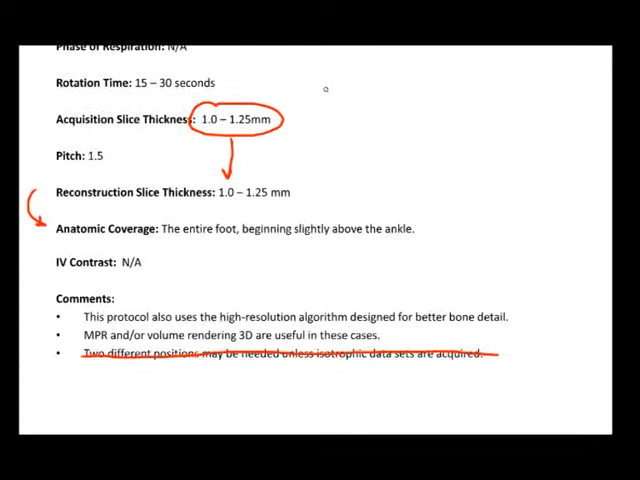 Phase of Respiration: N/A
Rotation Time: 15 – 30 seconds
Acquisition Slice Thickness: 1.0 – 1.25mm
Pitch: 1.5
Reconstruction Slice Thickness: 1.0 – 1.25 mm
Anatomic Coverage: The entire foot, beginning slightly above the ankle.
IV Contrast: N/A
Comments:
• This protocol also uses the high-resolution algorithm designed for better bone detail.
• MPR and/or volume rendering 3D are useful in these cases.
• Two different positions may be needed unless isotrophic data sets are acquired.